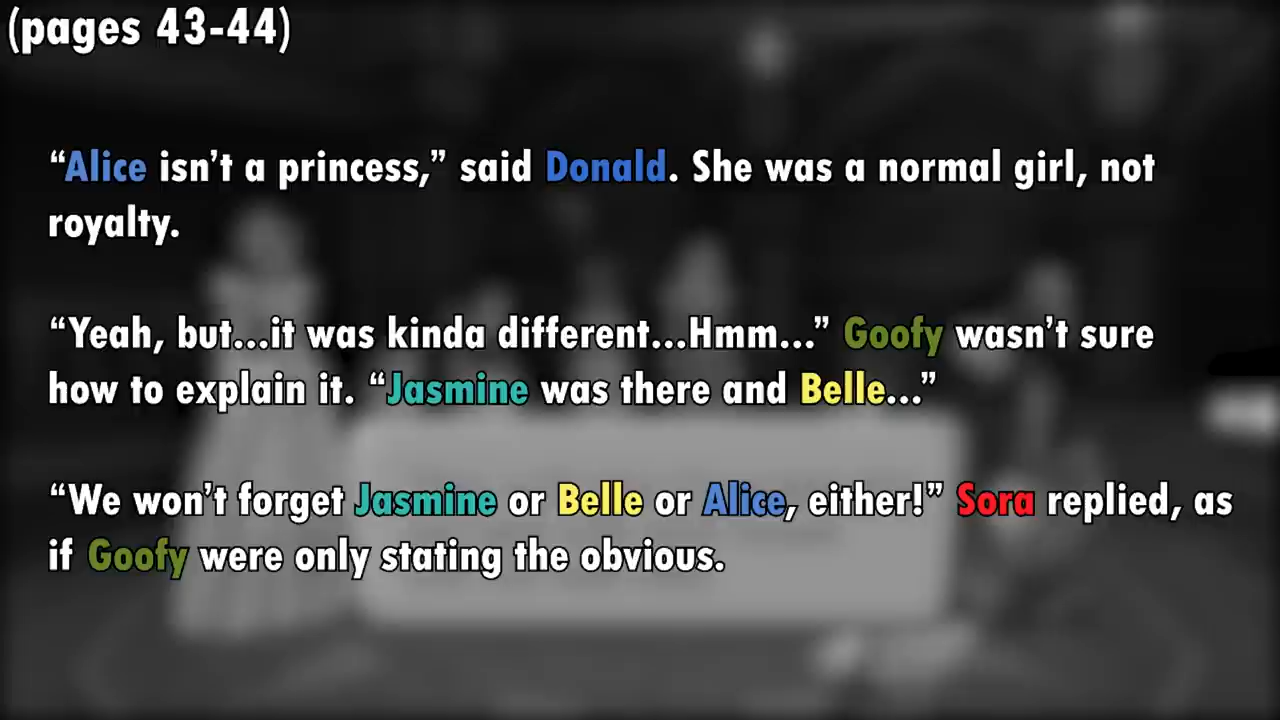 (pages 43-44)
“Alice isn’t a princess,” said Donald. She was a normal girl, not
royalty.
“Yeah, but...it was kinda different...Hmm...” Goofy wasn’t sure
how to explain it. “Jasmine was there and Belle...”
“We won’t forget Jasmine or Belle or Alice, either!” Sora replied, as
if Goofy were only stating the obvious.